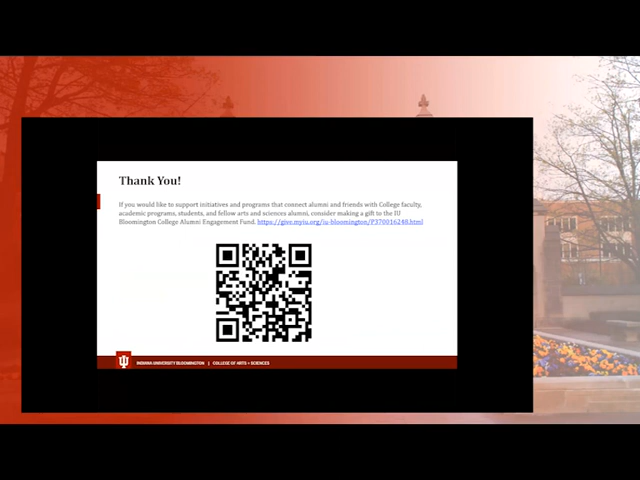 Thank You!
If you would like to support initiatives and programs that connect alumni and friends with College faculty,
academic programs, students, and fellow arts and sciences alumni, consider making a gift to the IU
Bloomington College Alumni Engagement Fund. https://give.myiu.org/iu-bloomington/P370016248.html
INDIANA UNIVERSITY BLOOMINGTON | COLLEGE OF ARTS + SCIENCES